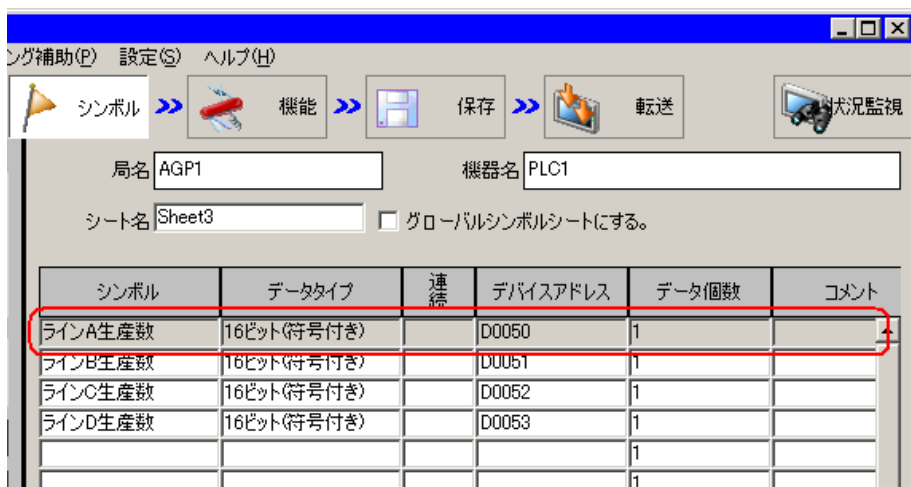 ング補助(P) 設定(S) ヘルプ(H)
シンボル 機能 保存 転送 状況監視
局名 AGP1 機器名 PLC1
シート名 Sheet3 グローバルシンボルシートにする。
シンボル データタイプ 連続 デバイスアドレス データ個数 コメント
ラインA生産数 16ビット(符号付き) D0050 1
ラインB生産数 16ビット(符号付き) D0051 1
ラインC生産数 16ビット(符号付き) D0052 1
ラインD生産数 16ビット(符号付き) D0053 1
1
1